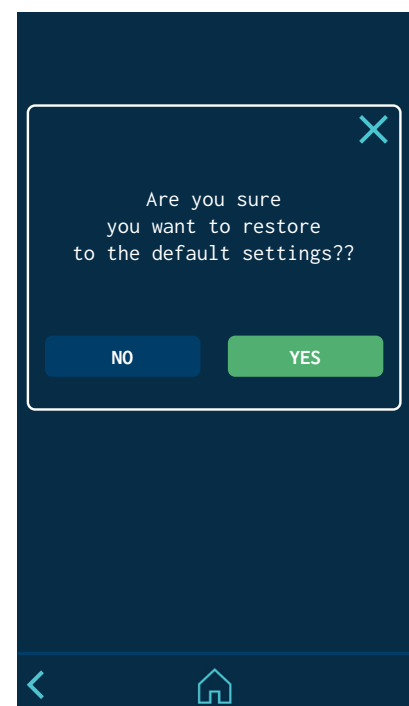 Are you sure
you want to restore
to the default settings??
NO
YES